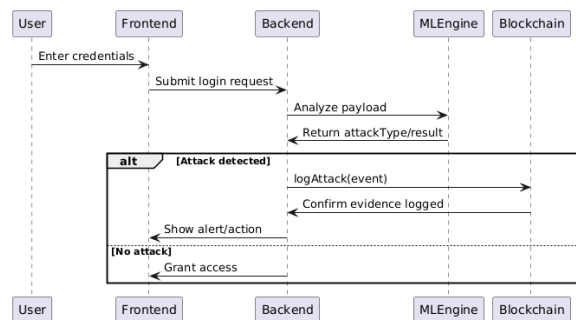 User Frontend Backend MLEngine Blockchain
Enter credentials
Submit login request
Analyze payload
Return attackType/result
alt [Attack detected]
logAttack(event)
Confirm evidence logged
Show alert/action
[No attack]
Grant access
User Frontend Backend MLEngine Blockchain